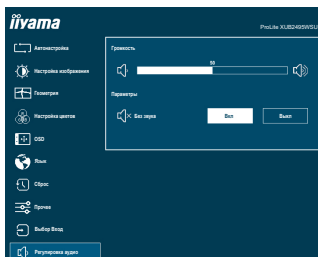 iiyama
ProLite XUB2495WSU
Автонастройка
Настройка изображения
Геометрия
Настройка цветов
OSD
Язык
Сброс
Прочее
Выбор Вход
Регулировка аудио
Громкость
50
Параметры
Без звука
Вкл
Выкл